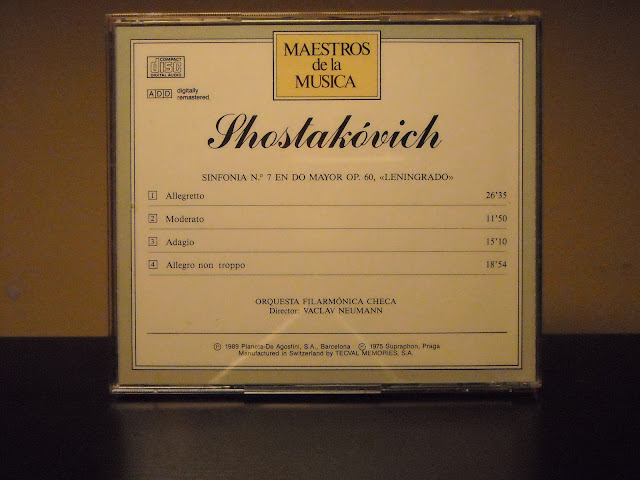 MAESTROS
de la
MUSICA
COMPACT
disc
DIGITAL AUDIO
ADD digitally
remastered.
Shostakóvich
SINFONIA N.º 7 EN DO MAYOR OP. 60, «LENINGRADO»
1 Allegretto 26'35
2 Moderato 11'50
3 Adagio 15'10
4 Allegro non troppo 18'54
ORQUESTA FILARMÓNICA CHECA
Director: VACLAV NEUMANN
℗ 1989 Planeta-De Agostini, S.A., Barcelona ℗ 1975 Supraphon, Praga
Manufactured in Switzerland by TECVAL MEMORIES, S.A.